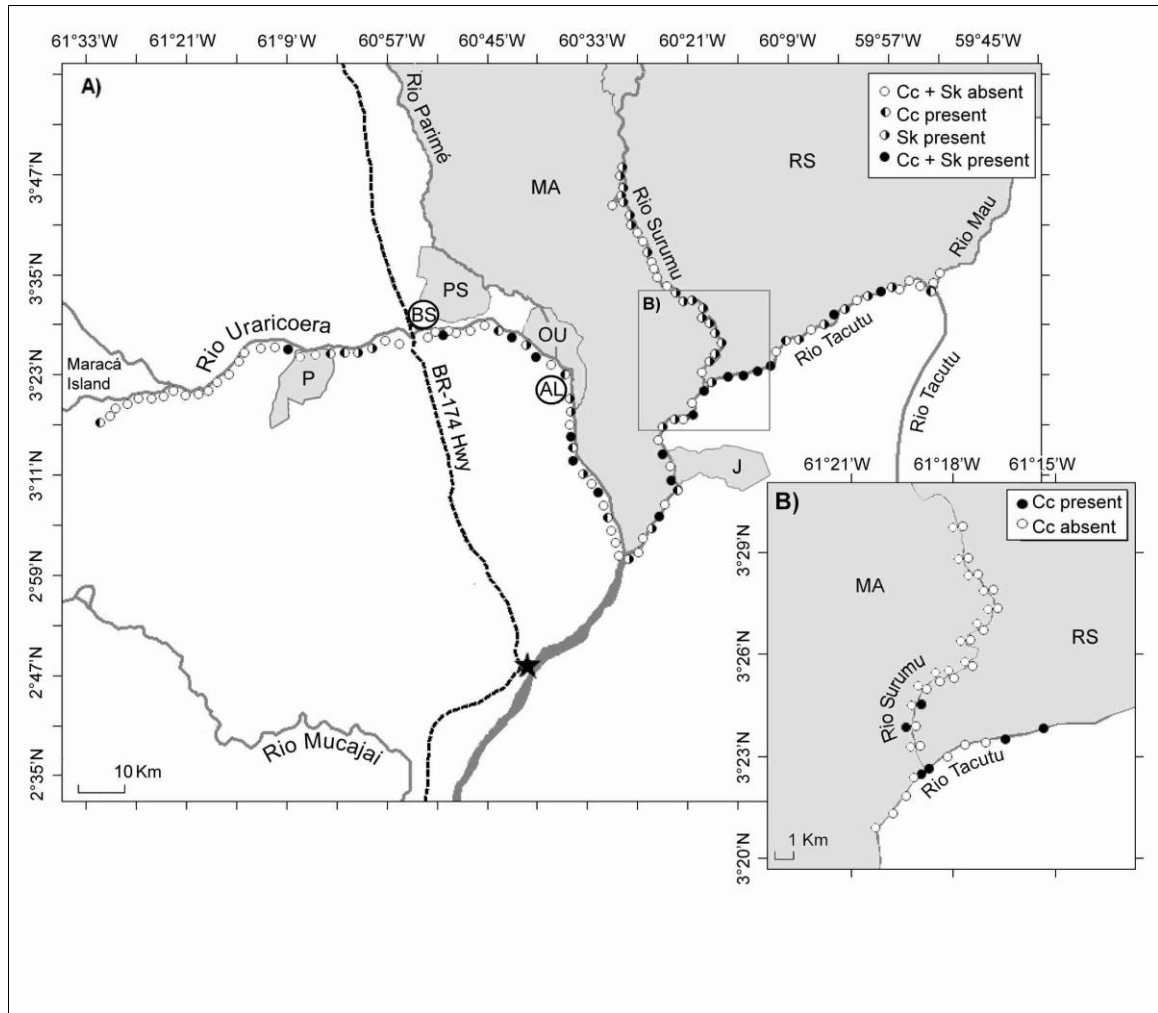 61°33'W 61°21'W 61°9'W 60°57'W 60°45'W 60°33'W 60°21'W 60°9'W 59°57'W 59°45'W
A)
Cc + Sk absent
Cc present
Sk present
Cc + Sk present
3°47'N
3°35'N
3°23'N
3°11'N
2°59'N
2°47'N
2°35'N
Rio Parimé
MA
RS
Rio Surumu
Rio Mau
PS
BS
B)
OU
Rio Uraricoera
Rio Tacutu
Maracá
Island
P
AL
BR-174 Hwy
Rio Tacutu
J
Rio Mucajai
10 Km
61°21'W 61°18'W 61°15'W
B)
Cc present
Cc absent
3°29'N
3°26'N
3°23'N
3°20'N
MA
RS
Rio Surumu
Rio Tacutu
1 Km